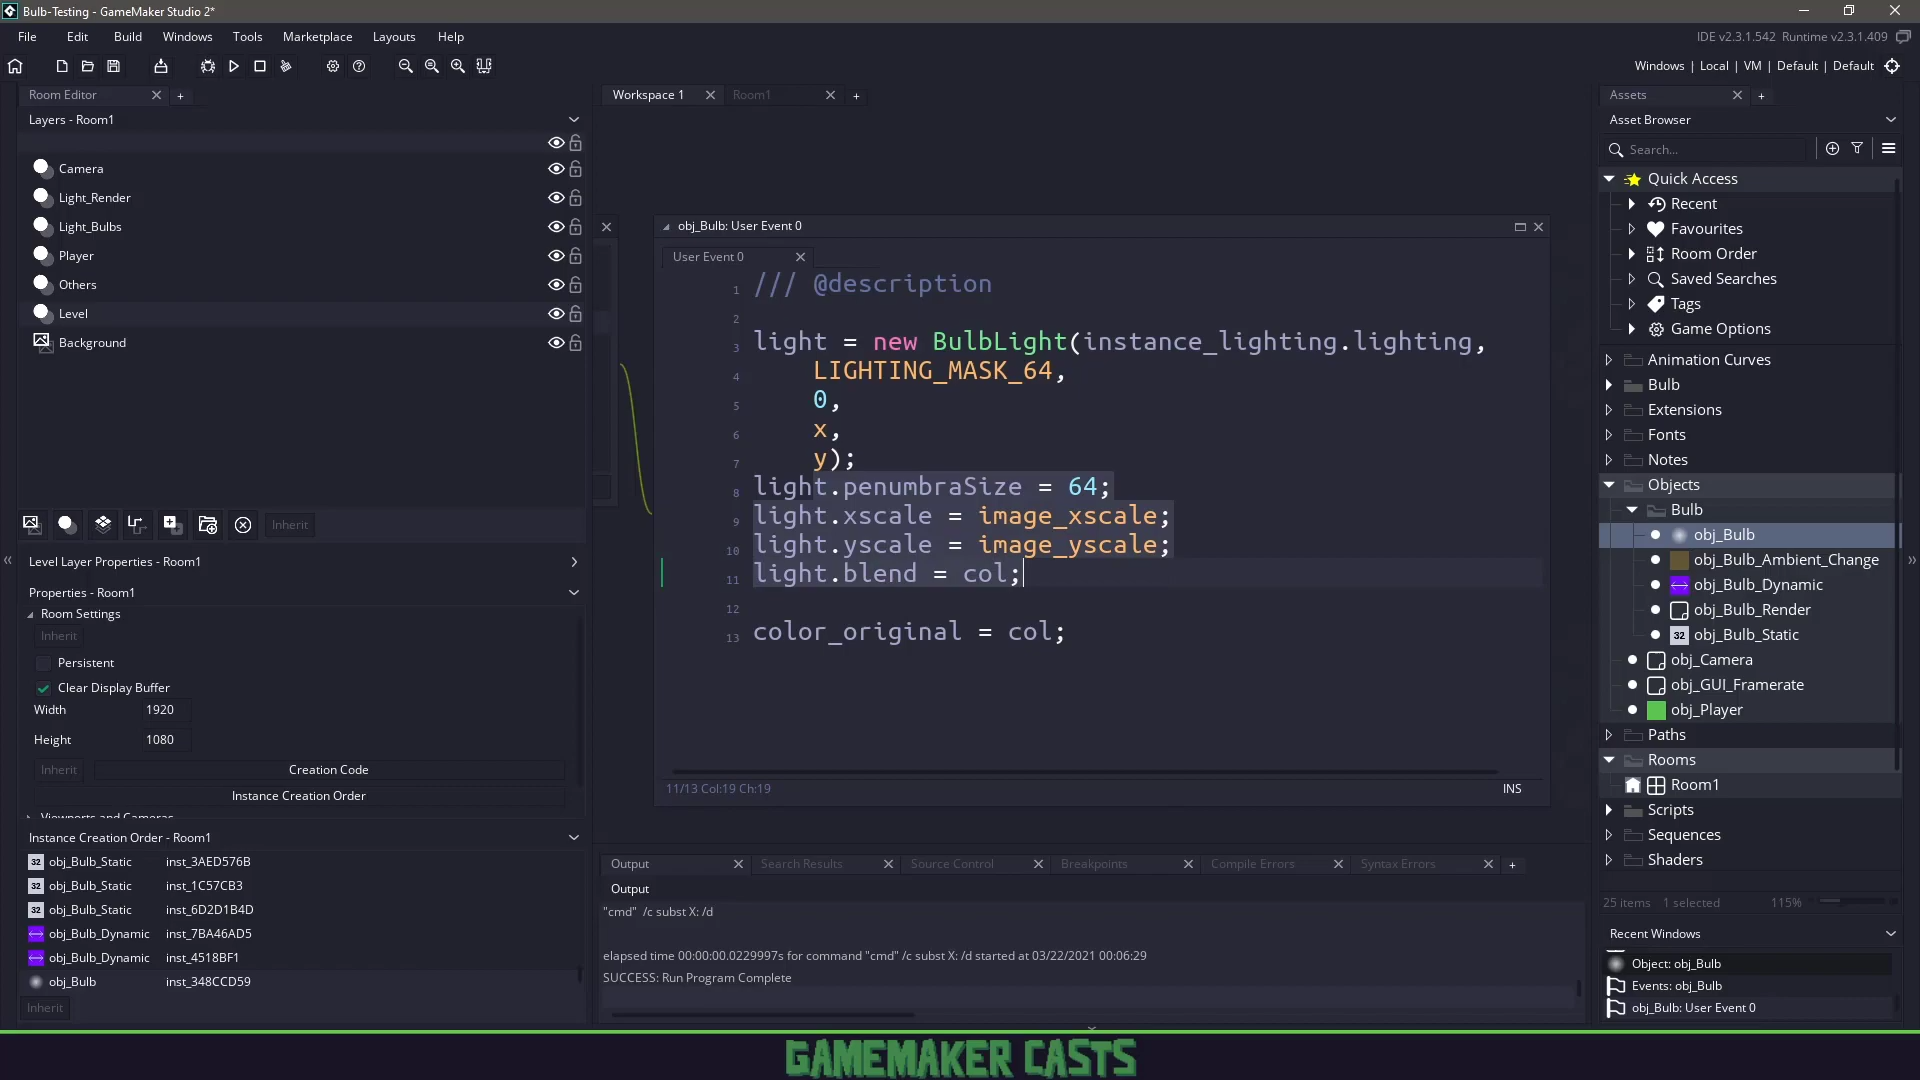 Bulb-Testing - GameMaker Studio 2*
File Edit Build Windows Tools Marketplace Layouts Help
IDE v2.3.1.542 Runtime v2.3.1.409
Windows | Local | VM | Default | Default
Room Editor
Layers - Room1
Camera
Light_Render
Light_Bulbs
Player
Others
Level
Background
Inherit
Level Layer Properties - Room1
Properties - Room1
Room Settings
Inherit
Persistent
Clear Display Buffer
Width 1920
Height 1080
Inherit Creation Code
Instance Creation Order
Viewports and Cameras
Instance Creation Order - Room1
32 obj_Bulb_Static inst_3AED576B
32 obj_Bulb_Static inst_1C57CB3
32 obj_Bulb_Static inst_6D2D1B4D
obj_Bulb_Dynamic inst_7BA46AD5
obj_Bulb_Dynamic inst_4518BF1
obj_Bulb inst_348CCD59
Inherit
Workspace 1 Room1
obj_Bulb: User Event 0
User Event 0
1 /// @description
2
3 light = new BulbLight(instance_lighting.lighting,
4 LIGHTING_MASK_64,
5 0,
6 x,
7 y);
8 light.penumbraSize = 64;
9 light.xscale = image_xscale;
10 light.yscale = image_yscale;
11 light.blend = col;
12
13 color_original = col;
11/13 Col:19 Ch:19 INS
Output Search Results Source Control Breakpoints Compile Errors Syntax Errors
Output
"cmd" /c subst X: /d
elapsed time 00:00:00.0229997s for command "cmd" /c subst X: /d started at 03/22/2021 00:06:29
SUCCESS: Run Program Complete
Assets
Asset Browser
Search...
Quick Access
Recent
Favourites
Room Order
Saved Searches
Tags
Game Options
Animation Curves
Bulb
Extensions
Fonts
Notes
Objects
Bulb
obj_Bulb
obj_Bulb_Ambient_Change
obj_Bulb_Dynamic
obj_Bulb_Render
32 obj_Bulb_Static
obj_Camera
obj_GUI_Framerate
obj_Player
Paths
Rooms
Room1
Scripts
Sequences
Shaders
25 items 1 selected 115%
Recent Windows
Object: obj_Bulb
Events: obj_Bulb
obj_Bulb: User Event 0
GAMEMAKER CASTS